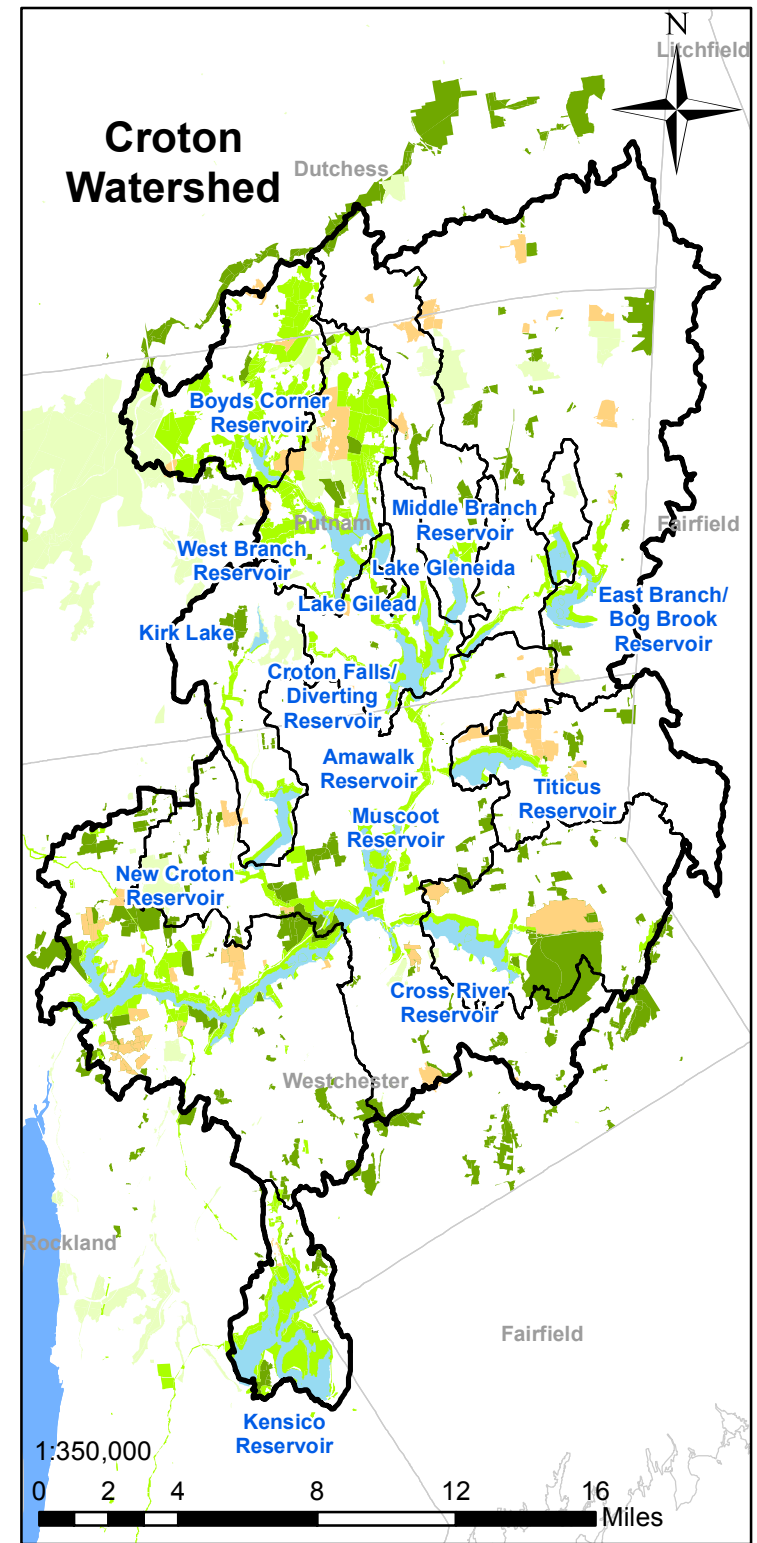 N
Litchfield
Croton
Watershed
Dutchess
Boyds Corner
Reservoir
Middle Branch
Reservoir
Putnam
Fairfield
West Branch
Reservoir
Lake Gleneida
Lake Gilead
East Branch/
Bog Brook
Reservoir
Kirk Lake
Croton Falls/
Diverting
Reservoir
Amawalk
Reservoir
Titicus
Reservoir
Muscoot
Reservoir
New Croton
Reservoir
Cross River
Reservoir
Westchester
Rockland
Fairfield
Kensico
Reservoir
1:350,000
0 2 4 8 12 16
Miles